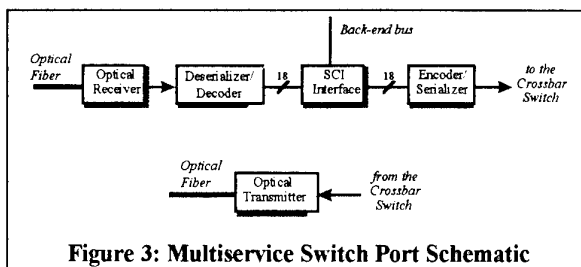 Back-end bus
Optical
Fiber
Optical
Receiver
Deserializer/
Decoder
18
SCI
Interface
18
Encoder/
Serializer
to the
Crossbar
Switch
Optical
Fiber
Optical
Transmitter
from the
Crossbar
Switch
Figure 3: Multiservice Switch Port Schematic